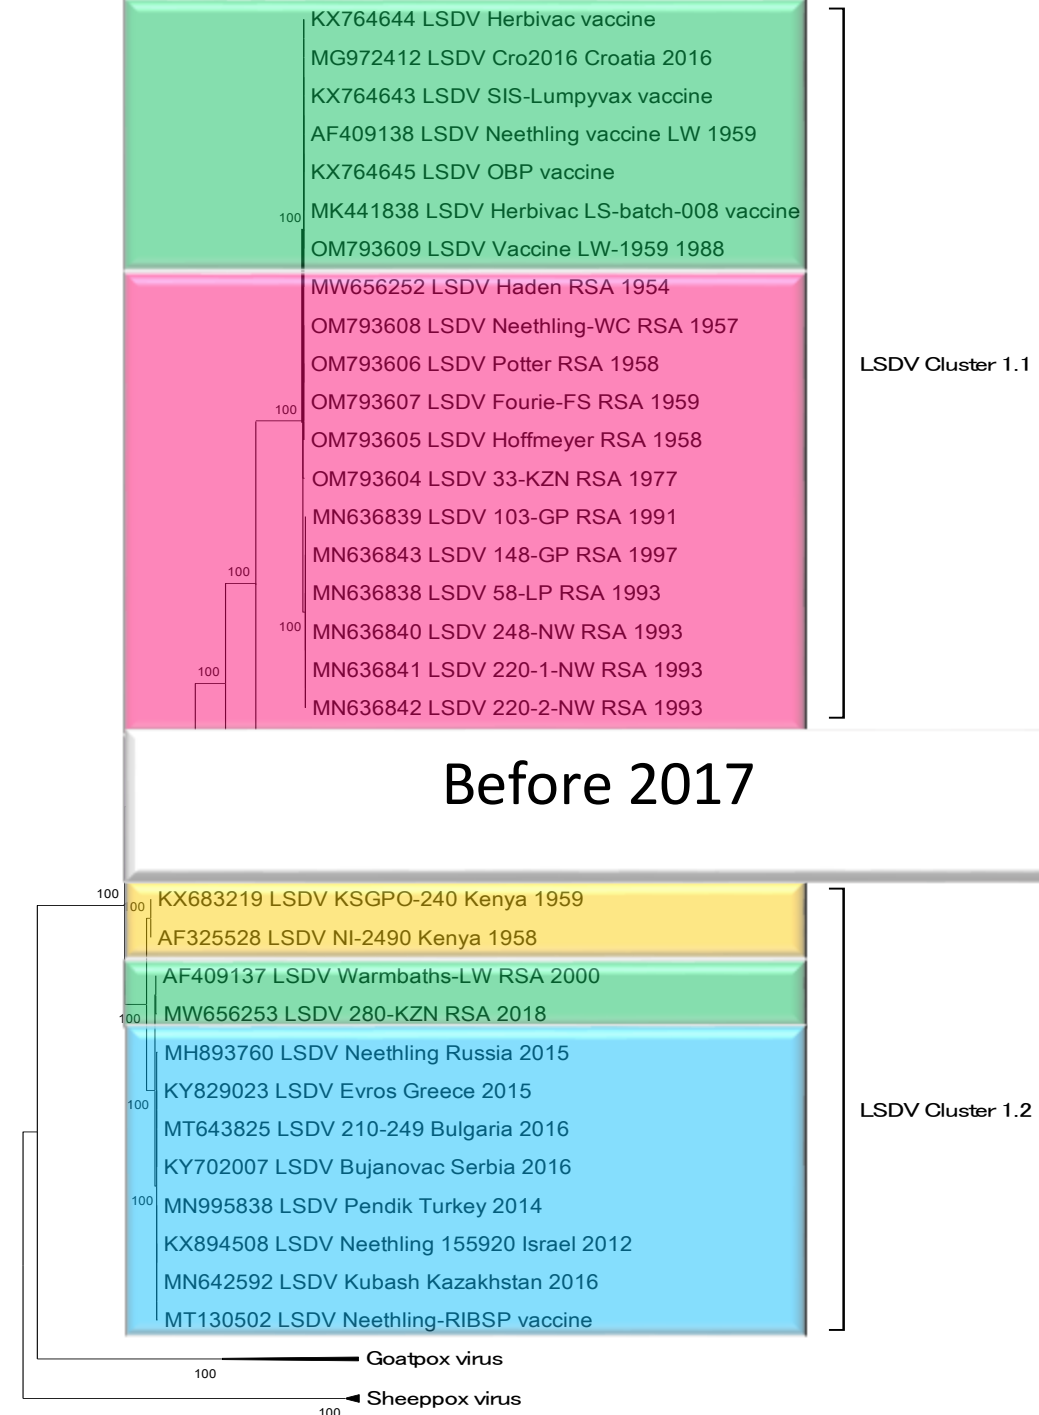 KX764644 LSDV Herbivac vaccine
MG972412 LSDV Cro2016 Croatia 2016
KX764643 LSDV SIS-Lumpyvax vaccine
AF409138 LSDV Neethling vaccine LW 1959
KX764645 LSDV OBP vaccine
100 MK441838 LSDV Herbivac LS-batch-008 vaccine
OM793609 LSDV Vaccine LW-1959 1988
MW656252 LSDV Haden RSA 1954
OM793608 LSDV Neethling-WC RSA 1957
OM793606 LSDV Potter RSA 1958
LSDV Cluster 1.1
100 OM793607 LSDV Fourie-FS RSA 1959
OM793605 LSDV Hoffmeyer RSA 1958
OM793604 LSDV 33-KZN RSA 1977
MN636839 LSDV 103-GP RSA 1991
MN636843 LSDV 148-GP RSA 1997
100
MN636838 LSDV 58-LP RSA 1993
100 MN636840 LSDV 248-NW RSA 1993
100 MN636841 LSDV 220-1-NW RSA 1993
MN636842 LSDV 220-2-NW RSA 1993
Before 2017
100
100 KX683219 LSDV KSGPO-240 Kenya 1959
AF325528 LSDV NI-2490 Kenya 1958
AF409137 LSDV Warmbaths-LW RSA 2000
100 MW656253 LSDV 280-KZN RSA 2018
MH893760 LSDV Neethling Russia 2015
KY829023 LSDV Evros Greece 2015
100
LSDV Cluster 1.2
MT643825 LSDV 210-249 Bulgaria 2016
KY702007 LSDV Bujanovac Serbia 2016
100 MN995838 LSDV Pendik Turkey 2014
KX894508 LSDV Neethling 155920 Israel 2012
MN642592 LSDV Kubash Kazakhstan 2016
MT130502 LSDV Neethling-RIBSP vaccine
Goatpox virus
100
Sheeppox virus
100